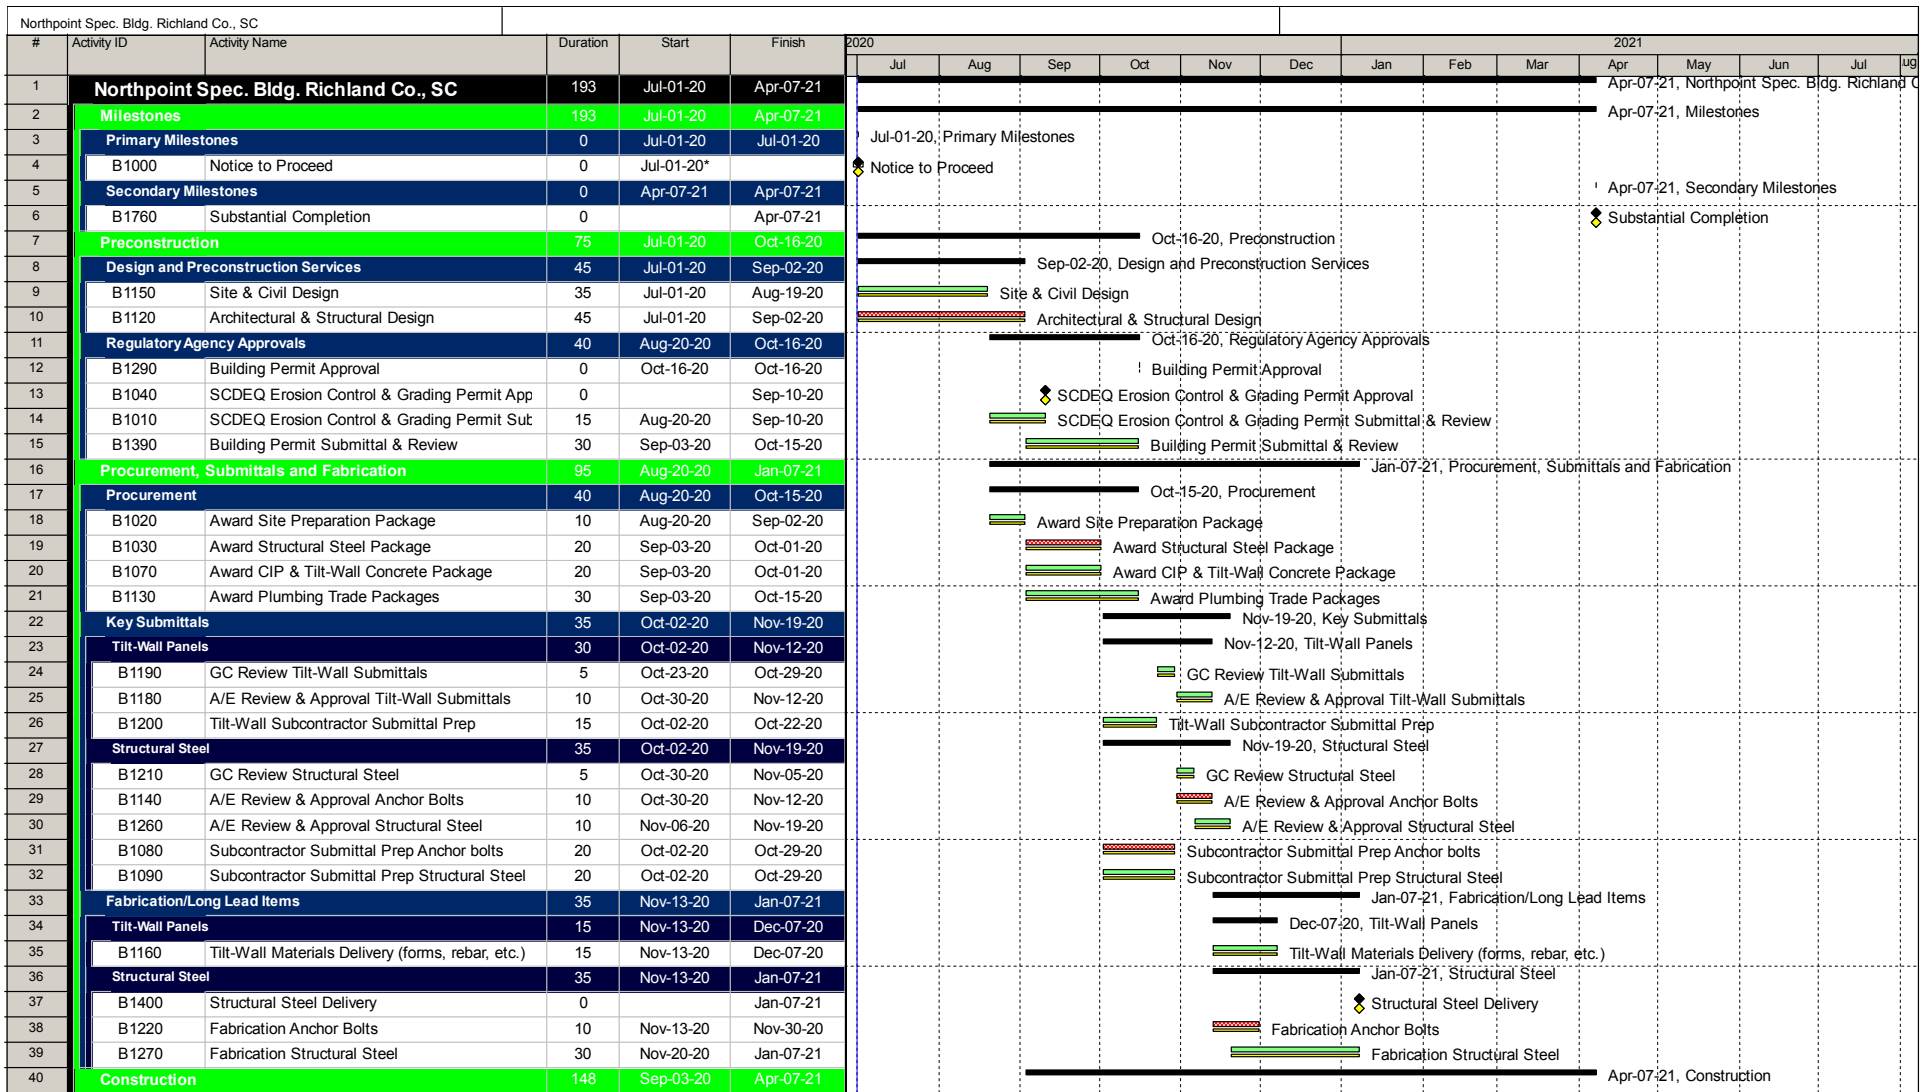 Northpoint Spec. Bldg. Richland Co., SC
# Activity ID Activity Name Duration Start Finish 2020 2021
Jul Aug Sep Oct Nov Dec Jan Feb Mar Apr May Jun Jul ug
1 Northpoint Spec. Bldg. Richland Co., SC 193 Jul-01-20 Apr-07-21 Apr-07-21, Northpoint Spec. Bldg. Richland C
2 Milestones 193 Jul-01-20 Apr-07-21 Apr-07-21, Milestones
3 Primary Milestones 0 Jul-01-20 Jul-01-20 Jul-01-20, Primary Milestones
4 B1000 Notice to Proceed 0 Jul-01-20* Notice to Proceed
5 Secondary Milestones 0 Apr-07-21 Apr-07-21 Apr-07-21, Secondary Milestones
6 B1760 Substantial Completion 0 Apr-07-21 Substantial Completion
7 Preconstruction 75 Jul-01-20 Oct-16-20 Oct-16-20, Preconstruction
8 Design and Preconstruction Services 45 Jul-01-20 Sep-02-20 Sep-02-20, Design and Preconstruction Services
9 B1150 Site & Civil Design 35 Jul-01-20 Aug-19-20 Site & Civil Design
10 B1120 Architectural & Structural Design 45 Jul-01-20 Sep-02-20 Architectural & Structural Design
11 Regulatory Agency Approvals 40 Aug-20-20 Oct-16-20 Oct-16-20, Regulatory Agency Approvals
12 B1290 Building Permit Approval 0 Oct-16-20 Oct-16-20 Building Permit Approval
13 B1040 SCDEQ Erosion Control & Grading Permit App 0 Sep-10-20 SCDEQ Erosion Control & Grading Permit Approval
14 B1010 SCDEQ Erosion Control & Grading Permit Sub 15 Aug-20-20 Sep-10-20 SCDEQ Erosion Control & Grading Permit Submittal & Review
15 B1390 Building Permit Submittal & Review 30 Sep-03-20 Oct-15-20 Building Permit Submittal & Review
16 Procurement, Submittals and Fabrication 95 Aug-20-20 Jan-07-21 Jan-07-21, Procurement, Submittals and Fabrication
17 Procurement 40 Aug-20-20 Oct-15-20 Oct-15-20, Procurement
18 B1020 Award Site Preparation Package 10 Aug-20-20 Sep-02-20 Award Site Preparation Package
19 B1030 Award Structural Steel Package 20 Sep-03-20 Oct-01-20 Award Structural Steel Package
20 B1070 Award CIP & Tilt-Wall Concrete Package 20 Sep-03-20 Oct-01-20 Award CIP & Tilt-Wall Concrete Package
21 B1130 Award Plumbing Trade Packages 30 Sep-03-20 Oct-15-20 Award Plumbing Trade Packages
22 Key Submittals 35 Oct-02-20 Nov-19-20 Nov-19-20, Key Submittals
23 Tilt-Wall Panels 30 Oct-02-20 Nov-12-20 Nov-12-20, Tilt-Wall Panels
24 B1190 GC Review Tilt-Wall Submittals 5 Oct-23-20 Oct-29-20 GC Review Tilt-Wall Submittals
25 B1180 A/E Review & Approval Tilt-Wall Submittals 10 Oct-30-20 Nov-12-20 A/E Review & Approval Tilt-Wall Submittals
26 B1200 Tilt-Wall Subcontractor Submittal Prep 15 Oct-02-20 Oct-22-20 Tilt-Wall Subcontractor Submittal Prep
27 Structural Steel 35 Oct-02-20 Nov-19-20 Nov-19-20, Structural Steel
28 B1210 GC Review Structural Steel 5 Oct-30-20 Nov-05-20 GC Review Structural Steel
29 B1140 A/E Review & Approval Anchor Bolts 10 Oct-30-20 Nov-12-20 A/E Review & Approval Anchor Bolts
30 B1260 A/E Review & Approval Structural Steel 10 Nov-06-20 Nov-19-20 A/E Review & Approval Structural Steel
31 B1080 Subcontractor Submittal Prep Anchor bolts 20 Oct-02-20 Oct-29-20 Subcontractor Submittal Prep Anchor bolts
32 B1090 Subcontractor Submittal Prep Structural Steel 20 Oct-02-20 Oct-29-20 Subcontractor Submittal Prep Structural Steel
33 Fabrication/Long Lead Items 35 Nov-13-20 Jan-07-21 Jan-07-21, Fabrication/Long Lead Items
34 Tilt-Wall Panels 15 Nov-13-20 Dec-07-20 Dec-07-20, Tilt-Wall Panels
35 B1160 Tilt-Wall Materials Delivery (forms, rebar, etc.) 15 Nov-13-20 Dec-07-20 Tilt-Wall Materials Delivery (forms, rebar, etc.)
36 Structural Steel 35 Nov-13-20 Jan-07-21 Jan-07-21, Structural Steel
37 B1400 Structural Steel Delivery 0 Jan-07-21 Structural Steel Delivery
38 B1220 Fabrication Anchor Bolts 10 Nov-13-20 Nov-30-20 Fabrication Anchor Bolts
39 B1270 Fabrication Structural Steel 30 Nov-20-20 Jan-07-21 Fabrication Structural Steel
40 Construction 148 Sep-03-20 Apr-07-21 Apr-07-21, Construction